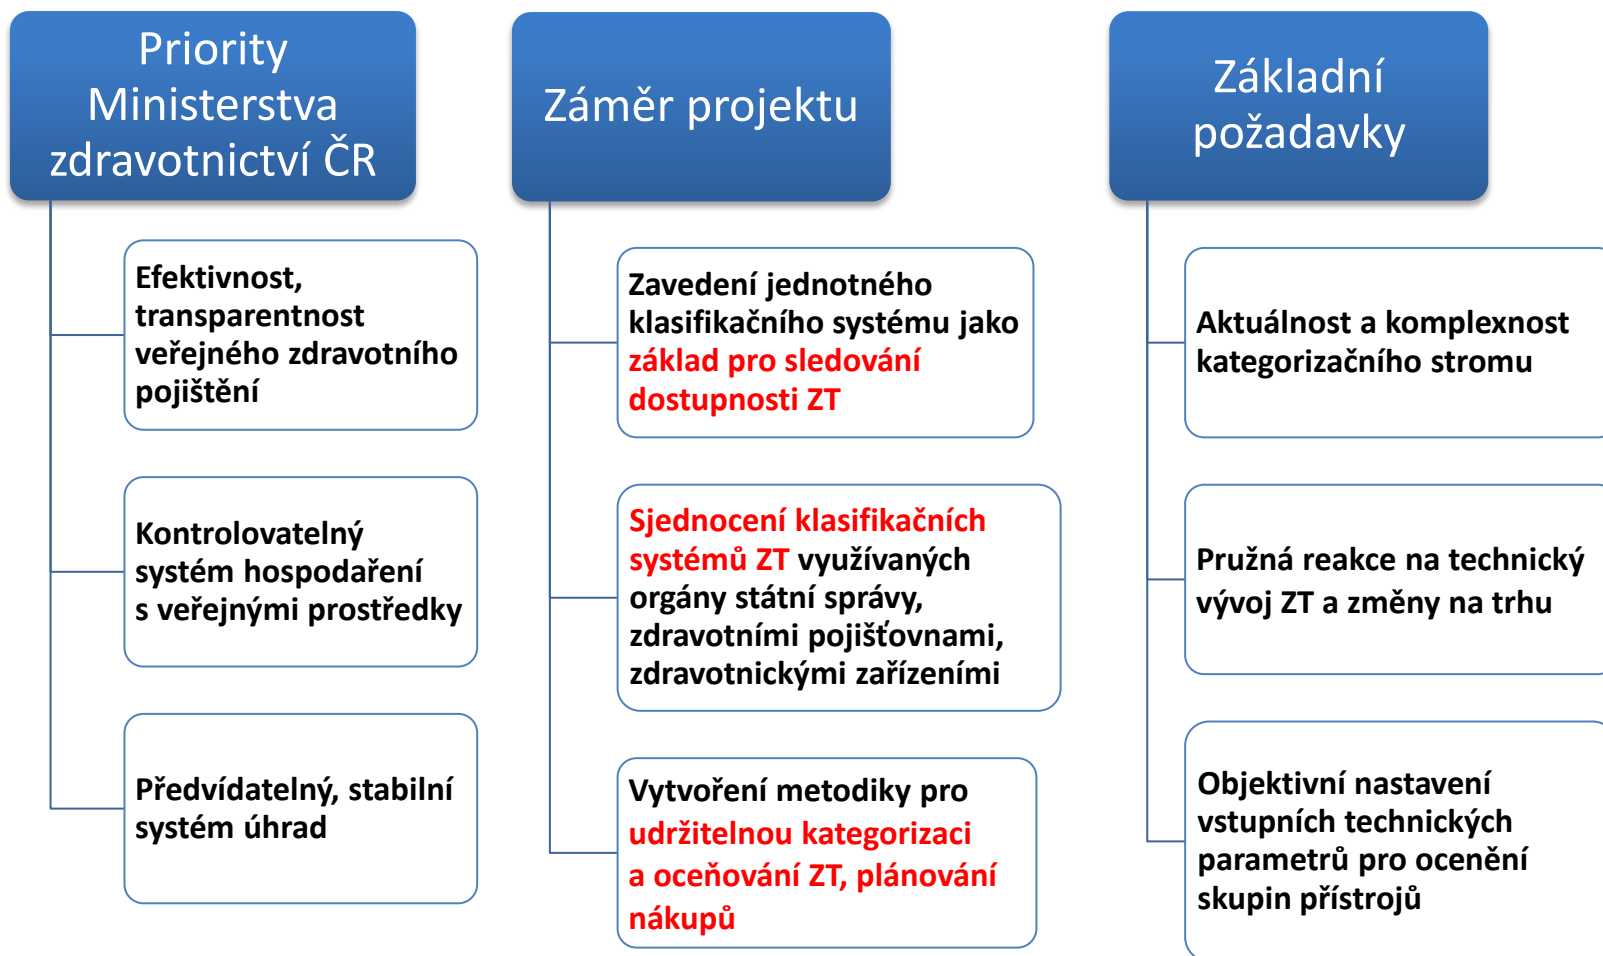 Priority
Ministerstva
zdravotnictví ČR
Efektivnost,
transparentnost
veřejného zdravotního
pojištění
Kontrolovatelný
systém hospodaření
s veřejnými prostředky
Předvídatelný, stabilní
systém úhrad
Záměr projektu
Zavedení jednotného
klasifikačního systému jako
základ pro sledování
dostupnosti ZT
Sjednocení klasifikačních
systémů ZT využívaných
orgány státní správy,
zdravotními pojišťovnami,
zdravotnickými zařízeními
Vytvoření metodiky pro
udržitelnou kategorizaci
a oceňování ZT, plánování
nákupů
Základní
požadavky
Aktuálnost a komplexnost
kategorizačního stromu
Pružná reakce na technický
vývoj ZT a změny na trhu
Objektivní nastavení
vstupních technických
parametrů pro ocenění
skupin přístrojů